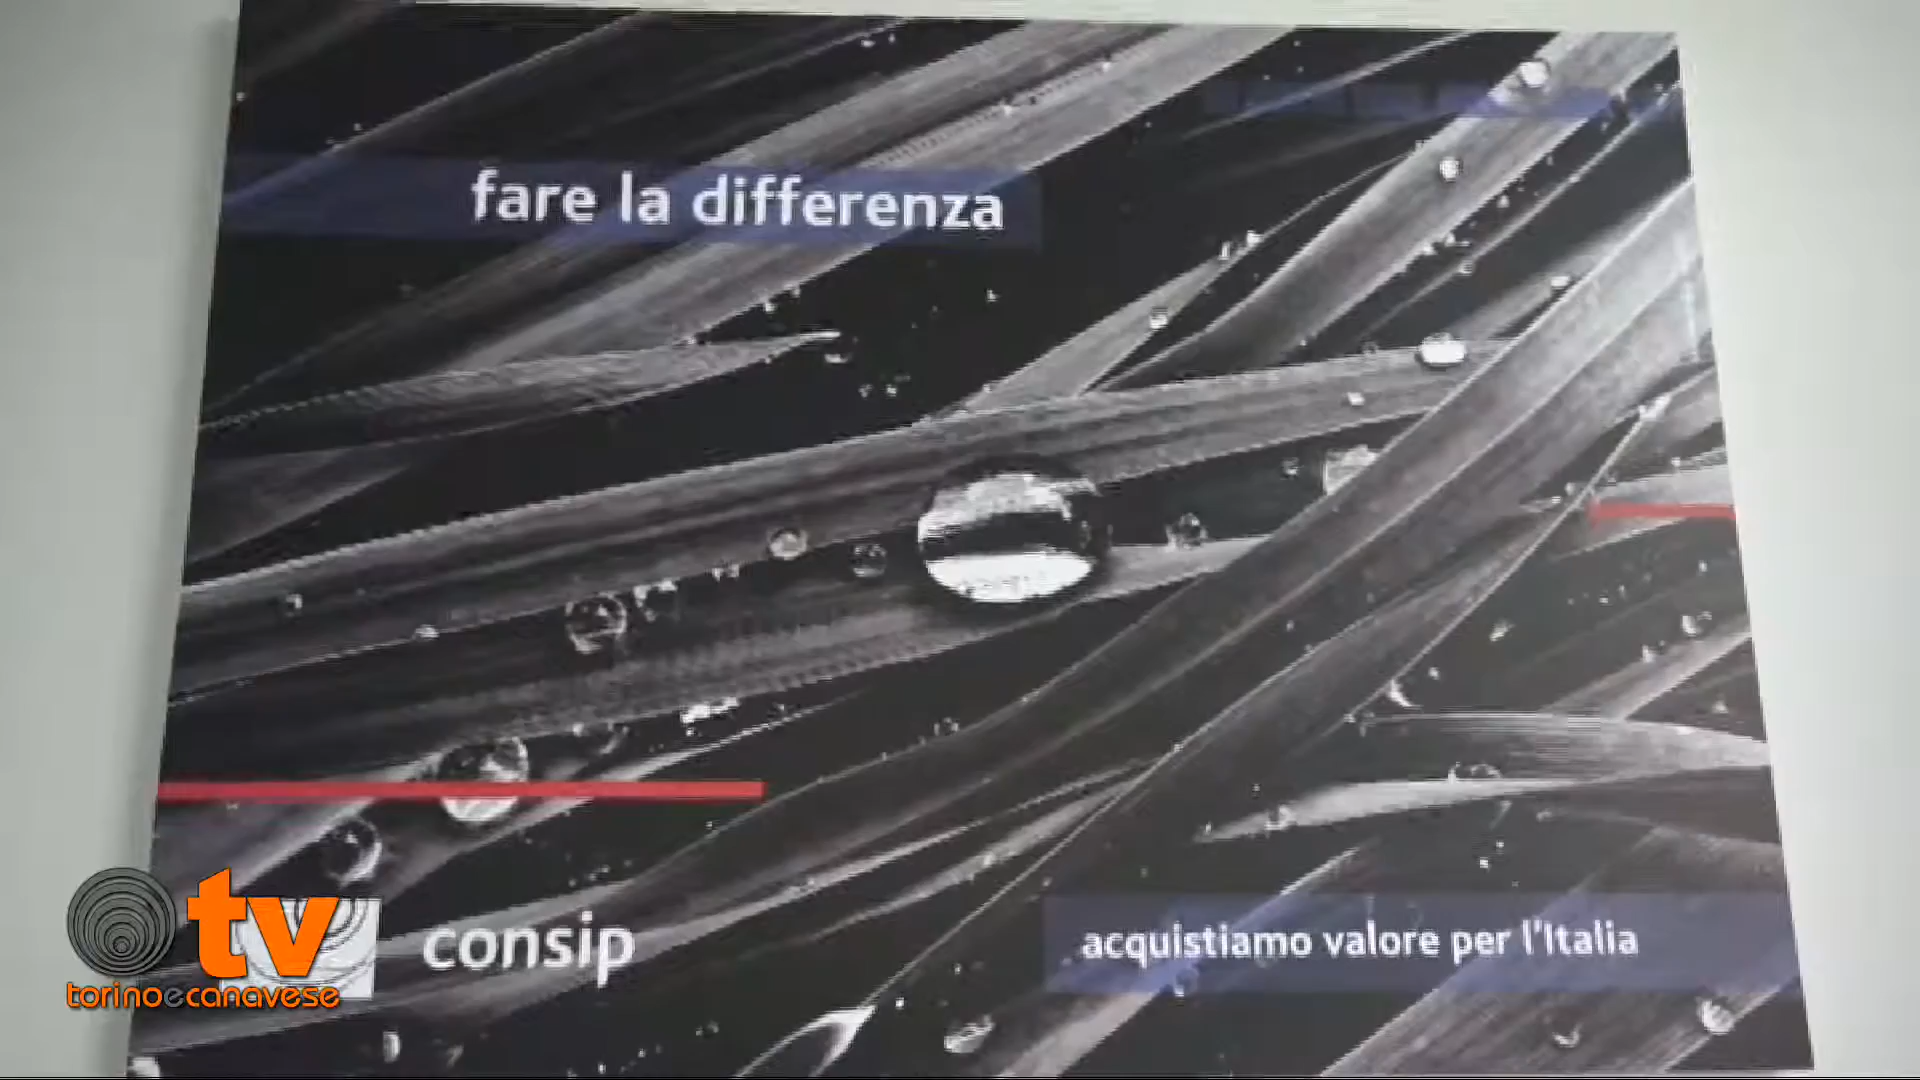 fare la differenza
consip
acquistiamo valore per l'Italia
tv
torinoecanavese